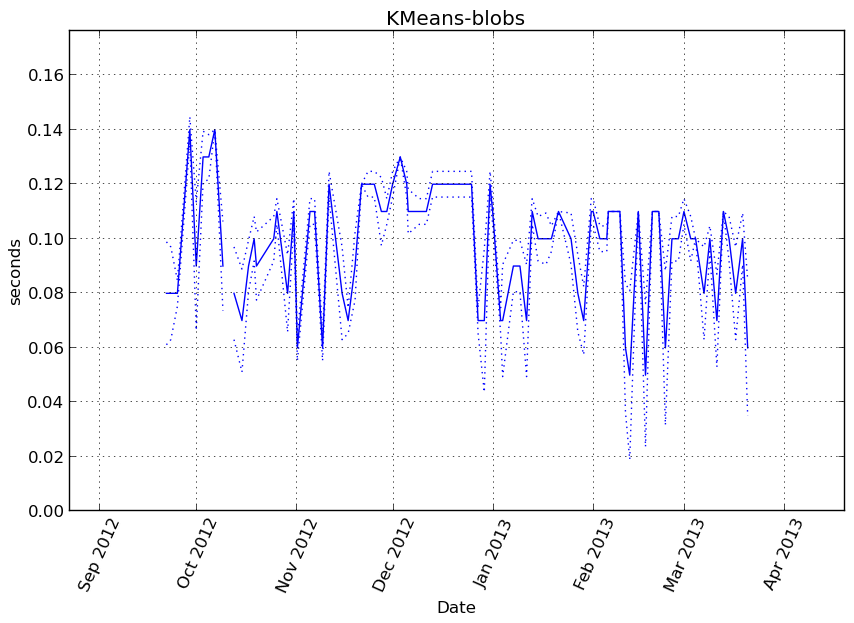 KMeans-blobs
0.16
0.14
0.12
0.10
0.08
0.06
0.04
0.02
0.00
seconds
Sep 2012
Oct 2012
Nov 2012
Dec 2012
Jan 2013
Feb 2013
Mar 2013
Apr 2013
Date